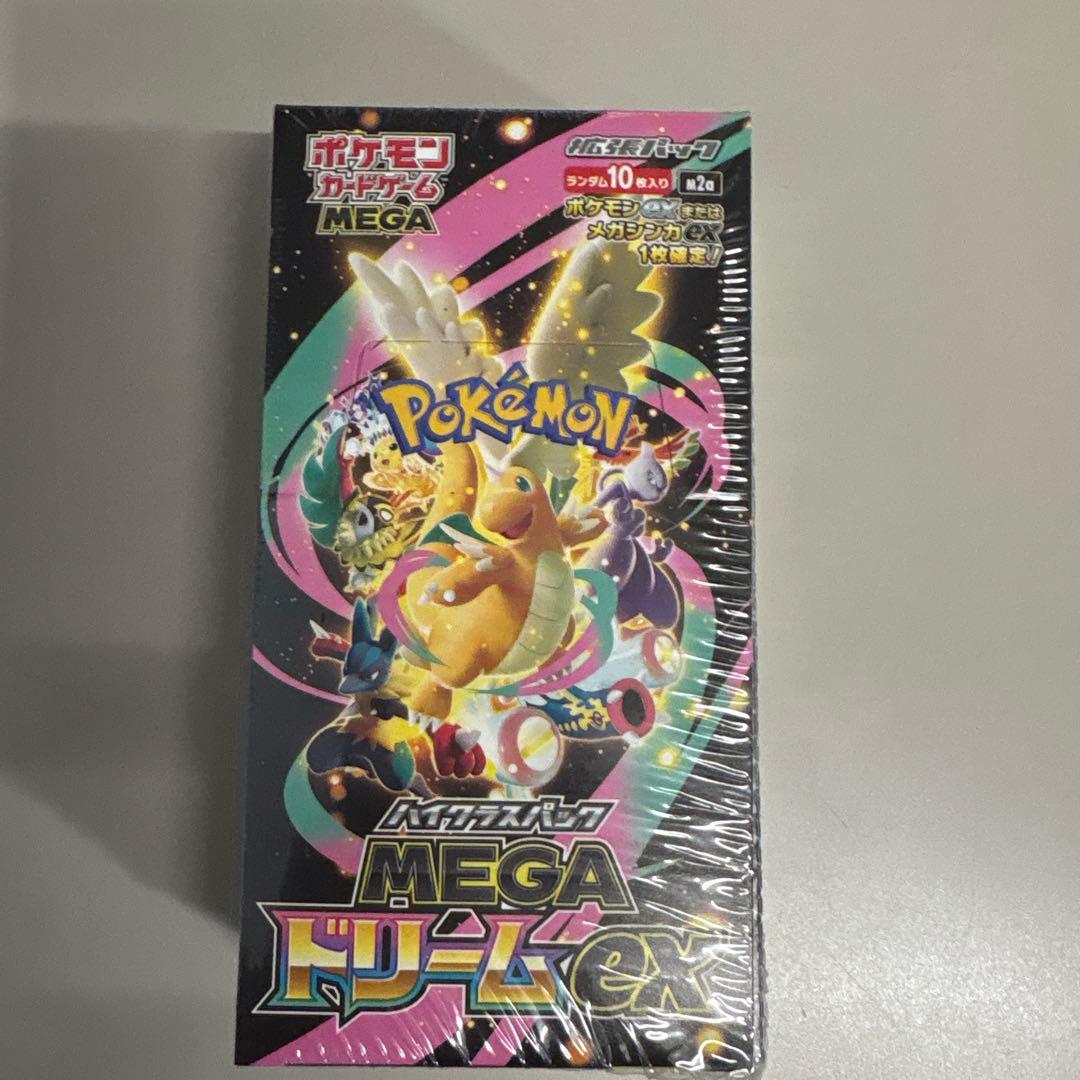 ポケモン
カードゲーム
MEGA
拡張パック
ランダム10枚入り M2a
ポケモンexまたは
メガシンカex
1枚確定!
POKéMON
ハイクラスパック
MEGA
ドリームex